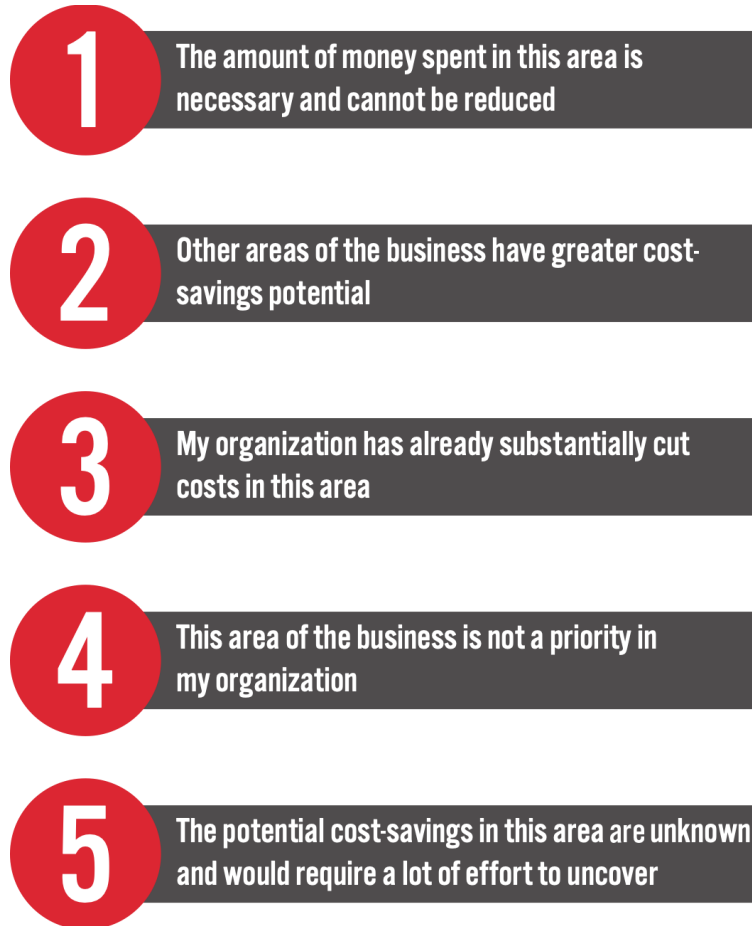 1
The amount of money spent in this area is
necessary and cannot be reduced
2
Other areas of the business have greater cost-
savings potential
3
My organization has already substantially cut
costs in this area
4
This area of the business is not a priority in
my organization
5
The potential cost-savings in this area are unknown
and would require a lot of effort to uncover